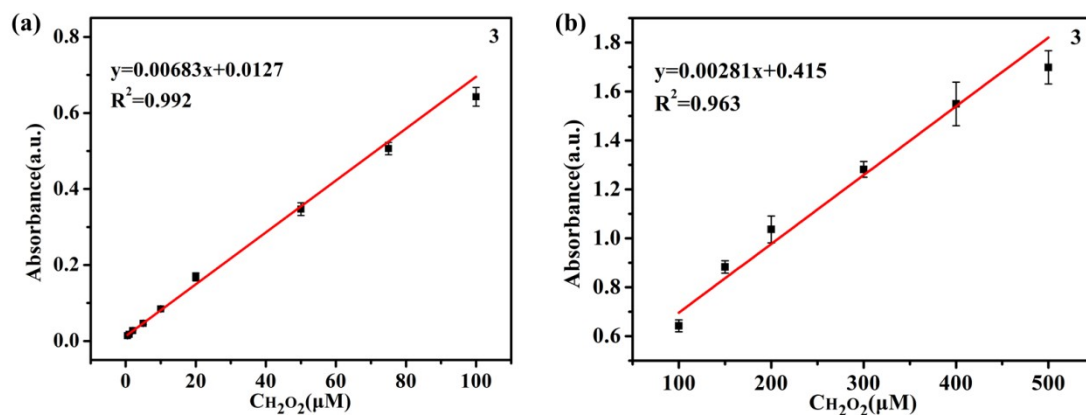 (a)
3
y=0.00683x+0.0127
R²=0.992
Absorbance(a.u.)
0.8
0.6
0.4
0.2
0.0
0 20 40 60 80 100
CH₂O₂(μM)
(b)
3
y=0.00281x+0.415
R²=0.963
Absorbance(a.u.)
1.8
1.6
1.4
1.2
1.0
0.8
0.6
100 200 300 400 500
CH₂O₂(μM)